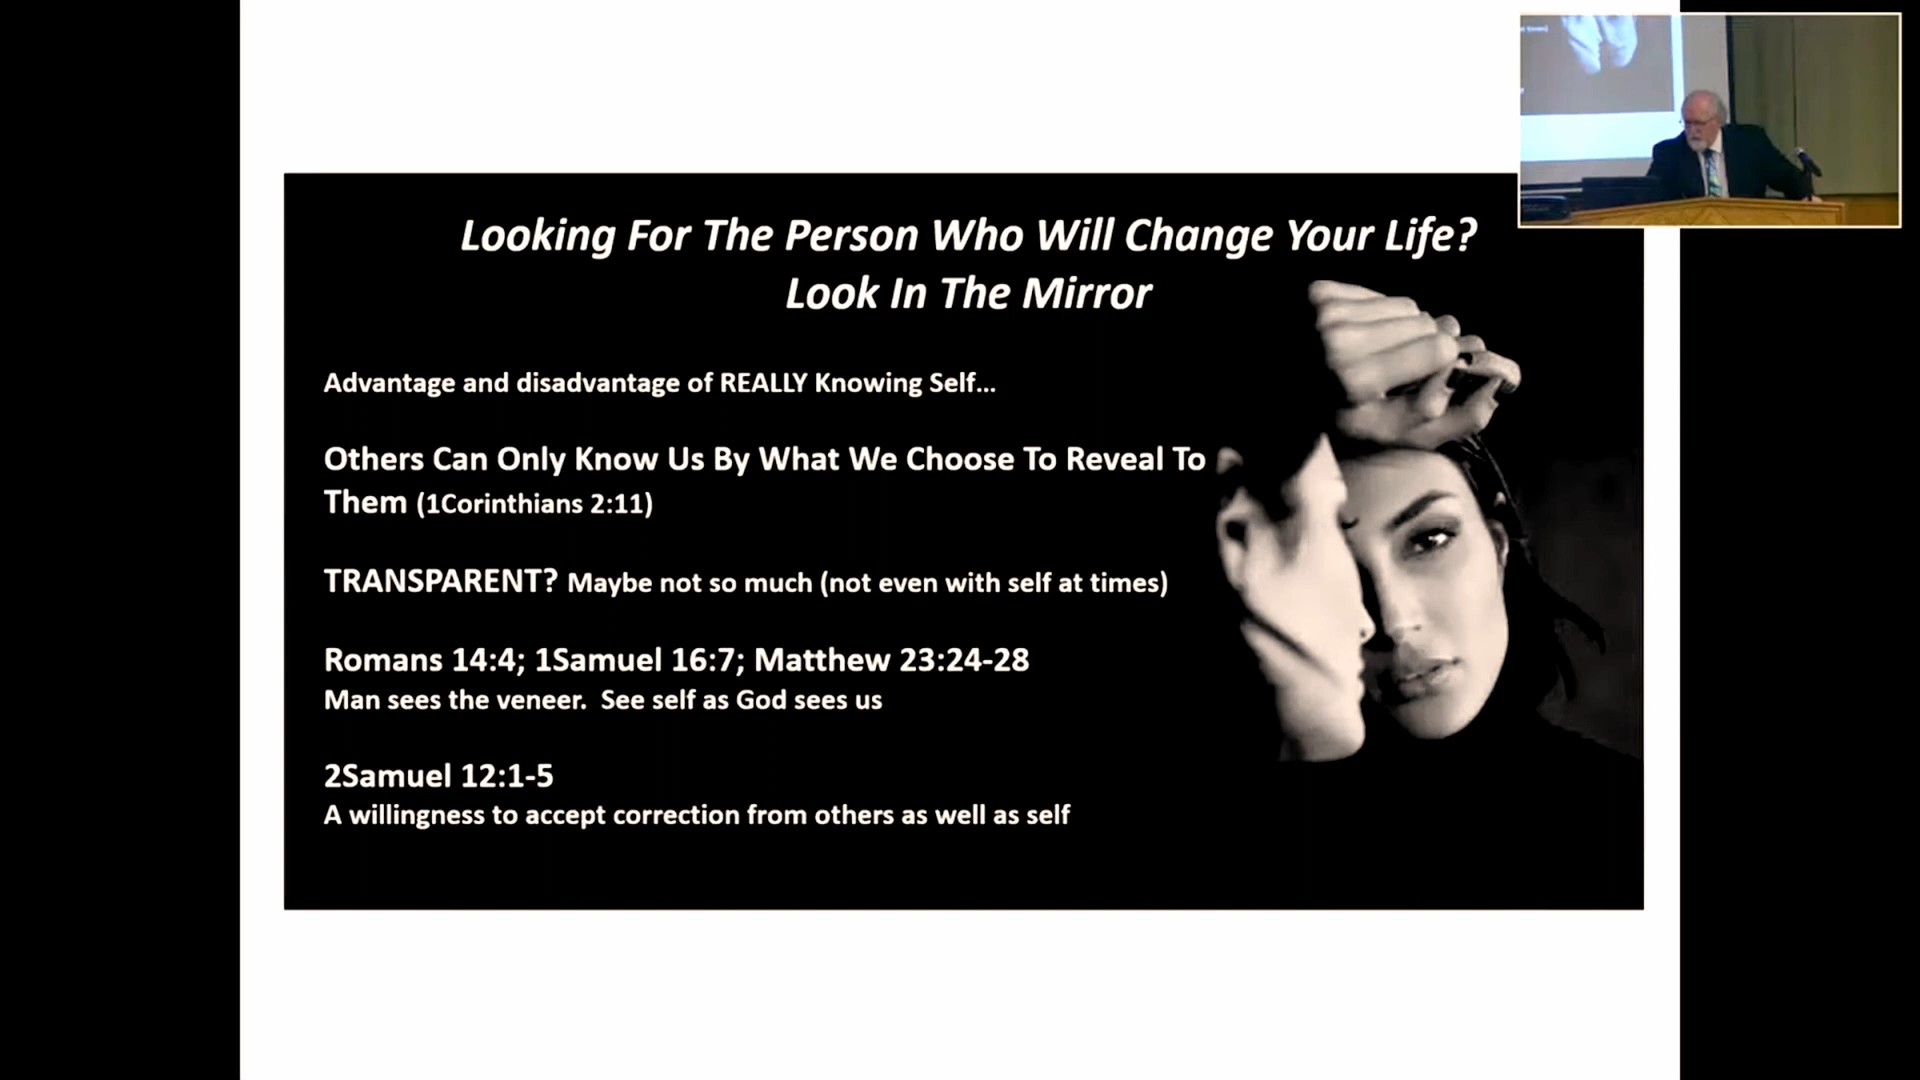 Looking For The Person Who Will Change Your Life?
Look In The Mirror
Advantage and disadvantage of REALLY Knowing Self...
Others Can Only Know Us By What We Choose To Reveal To
Them (1Corinthians 2:11)
TRANSPARENT? Maybe not so much (not even with self at times)
Romans 14:4; 1Samuel 16:7; Matthew 23:24-28
Man sees the veneer.  See self as God sees us
2Samuel 12:1-5
A willingness to accept correction from others as well as self